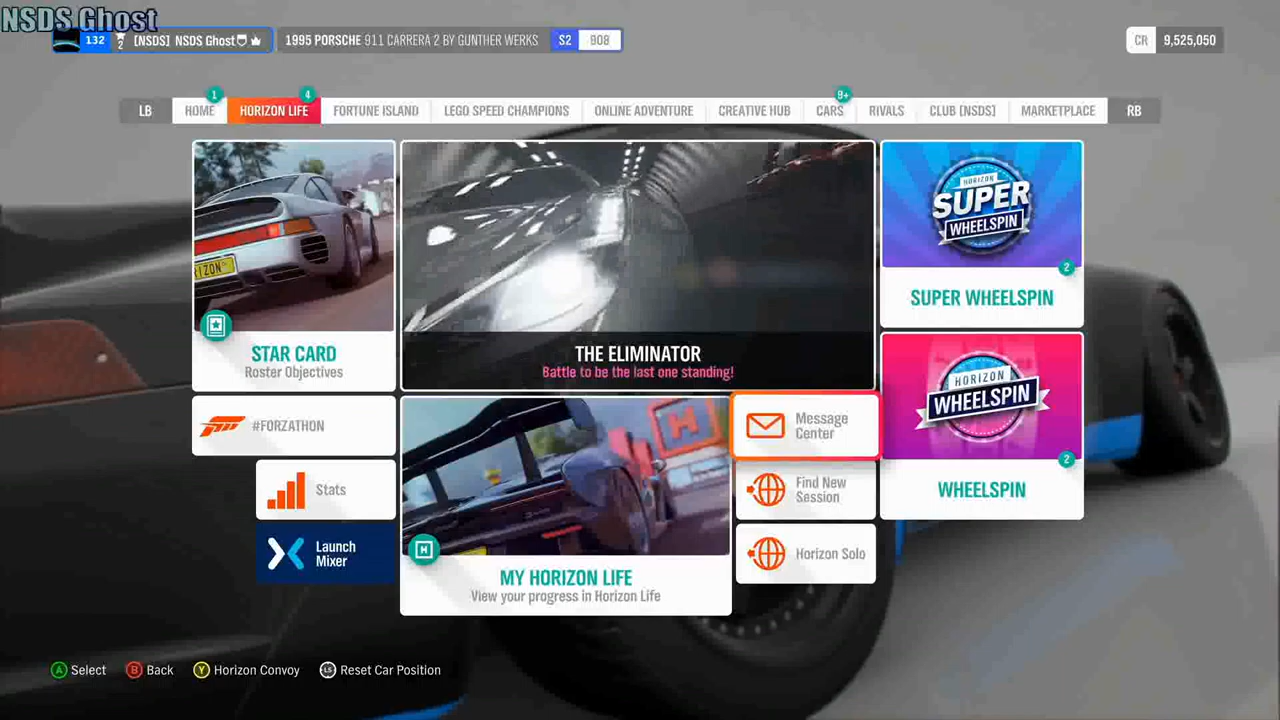 NSDS Ghost
132 2 [NSDS] NSDS Ghost
1995 PORSCHE 911 CARRERA 2 BY GUNTHER WERKS S2 908
CR 9,525,050
1 4 9+
LB HOME HORIZON LIFE FORTUNE ISLAND LEGO SPEED CHAMPIONS ONLINE ADVENTURE CREATIVE HUB CARS RIVALS CLUB [NSDS] MARKETPLACE RB
STAR CARD
Roster Objectives
#FORZATHON
Stats
Launch
Mixer
THE ELIMINATOR
Battle to be the last one standing!
MY HORIZON LIFE
View your progress in Horizon Life
Message
Center
Find New
Session
Horizon Solo
HORIZON
SUPER
WHEELSPIN
2
SUPER WHEELSPIN
HORIZON
WHEELSPIN
2
WHEELSPIN
A Select B Back Y Horizon Convoy LS Reset Car Position